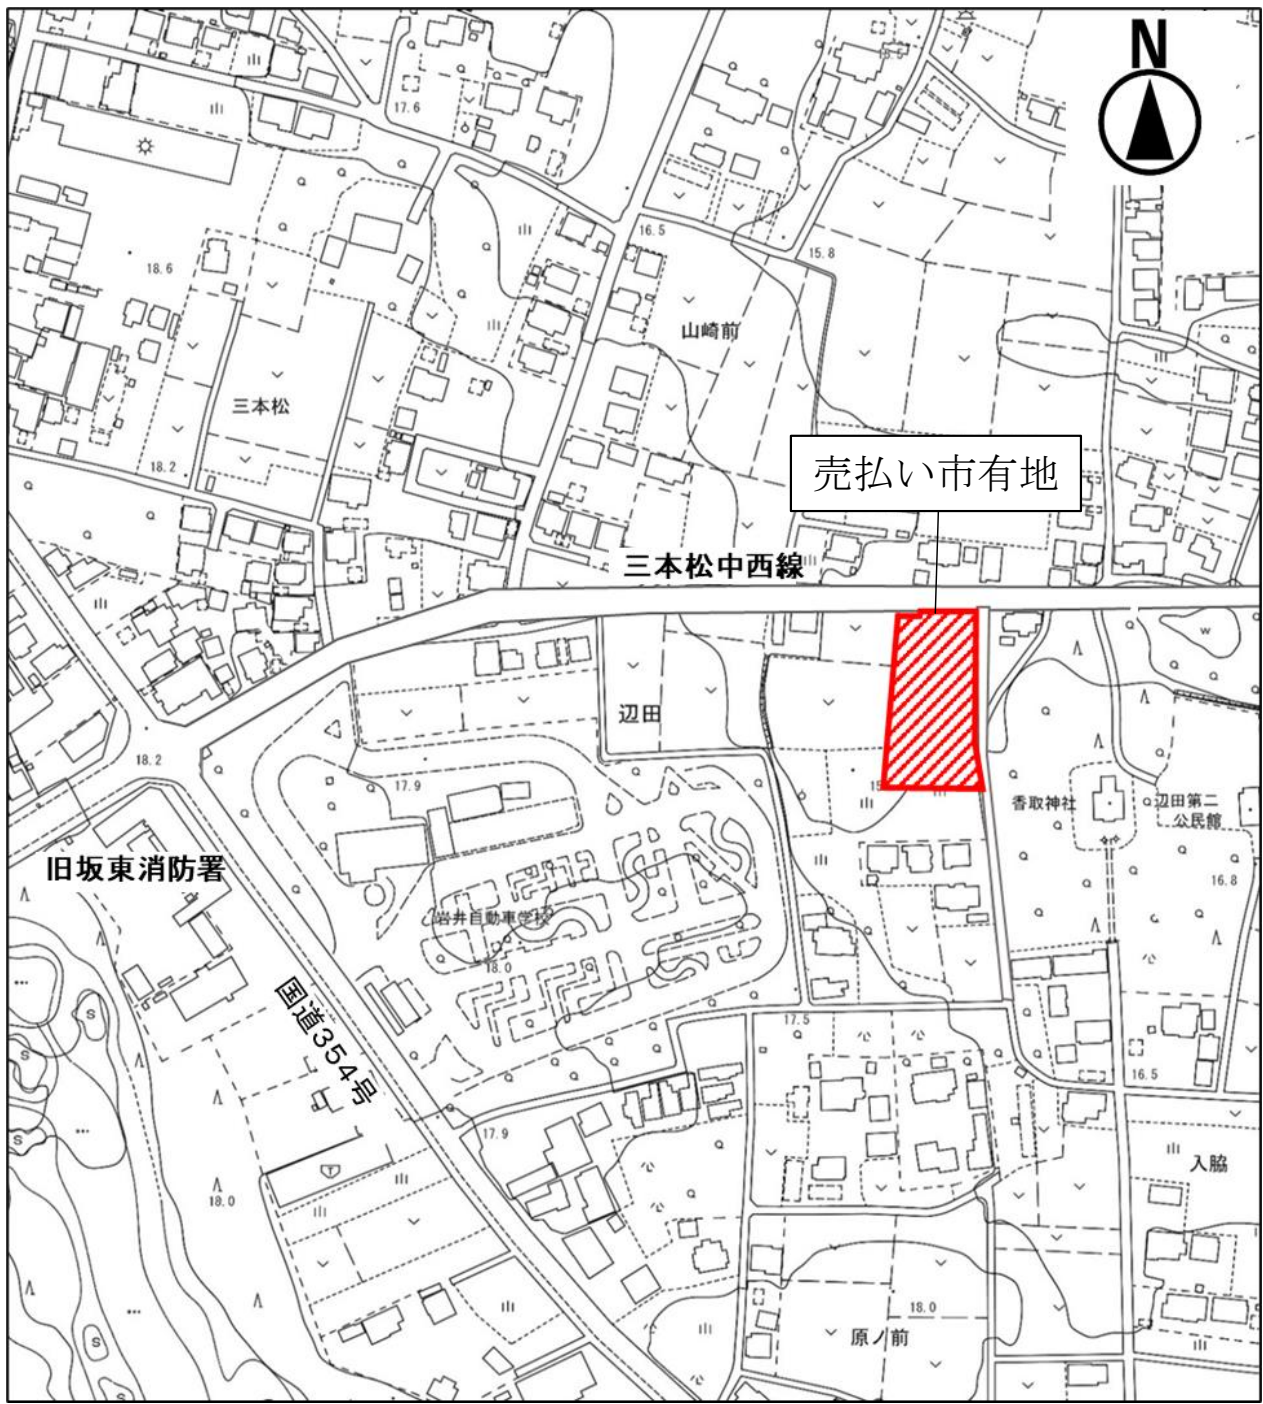 N
17.6
15.5
16.5
15.8
18.6
山崎前
三本松
18.2
売払い市有地
三本松中西線
W
辺田
18.2
17.9
香取神社
辺田第二
公民館
旧坂東消防署
16.8
岩井自動車学校
18.0
国道354号
S
17.5
S
16.5
S
17.9
入脇
T
18.0
18.0
原ノ前
S
S